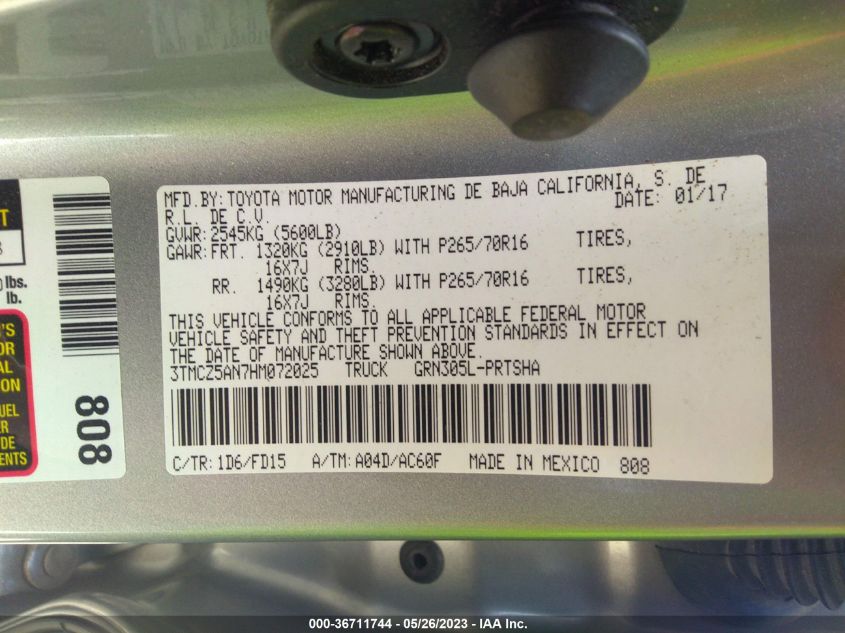 MFD.BY:TOYOTA MOTOR MANUFACTURING DE BAJA CALIFORNIA, S. DE
R.L. DE C.V. DATE: 01/17
GVWR:2545KG (5600LB)
GAWR:FRT. 1320KG (2910LB) WITH P265/70R16 TIRES,
16X7J RIMS.
RR. 1490KG (3280LB) WITH P265/70R16 TIRES,
16X7J RIMS.
THIS VEHICLE CONFORMS TO ALL APPLICABLE FEDERAL MOTOR
VEHICLE SAFETY AND THEFT PREVENTION STANDARDS IN EFFECT ON
THE DATE OF MANUFACTURE SHOWN ABOVE.
3TMCZ5AN7HM072025 TRUCK GRN305L-PRTSHA
C/TR:1D6/FD15 A/TM:A04D/AC60F MADE IN MEXICO 808
lbs.
lb.
808
000-36711744 - 05/26/2023 - IAA Inc.